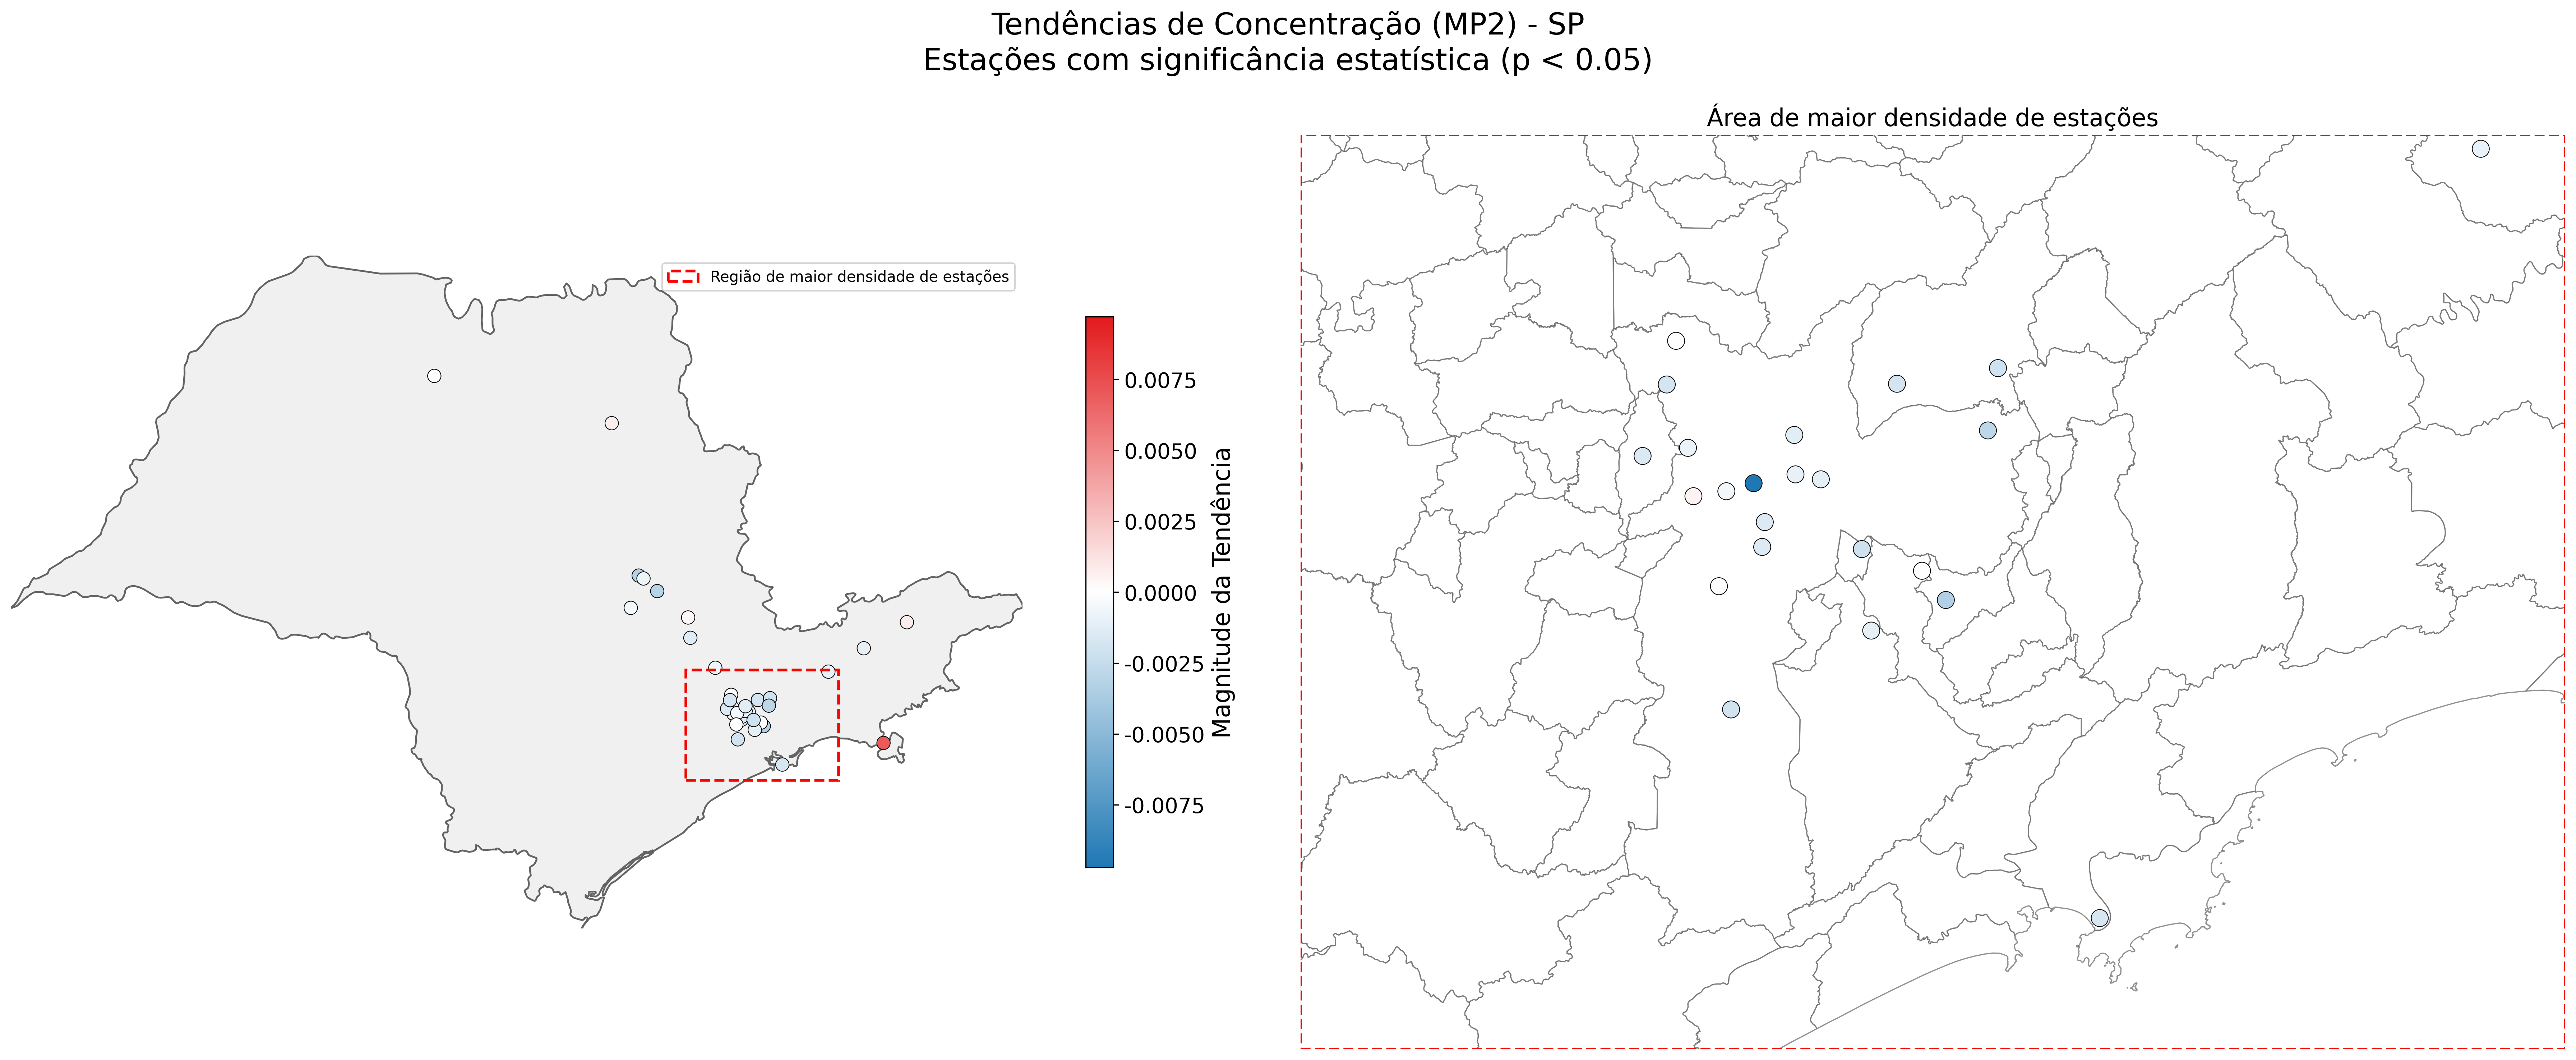 Tendências de Concentração (MP2) - SP
Estações com significância estatística (p < 0.05)
Área de maior densidade de estações
Região de maior densidade de estações
0.0075
0.0050
0.0025
0.0000
-0.0025
-0.0050
-0.0075
Magnitude da Tendência